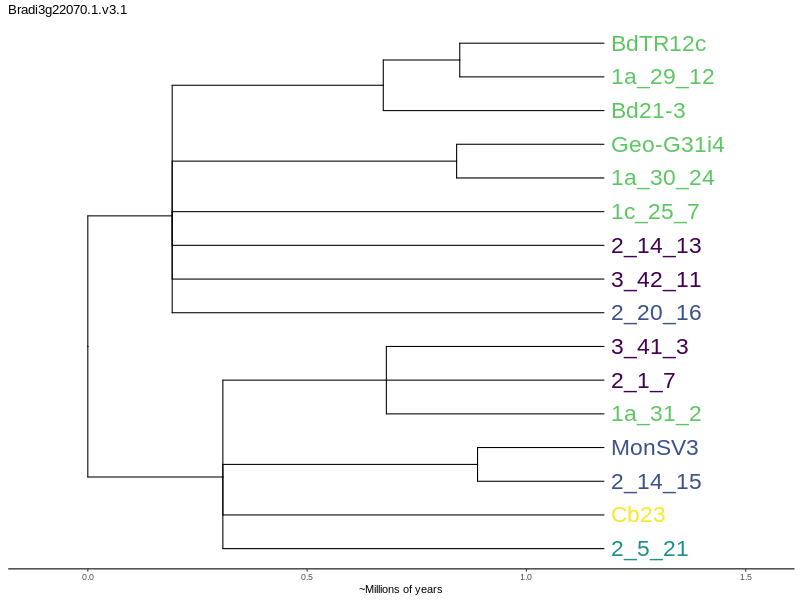 Bradi3g22070.1.v3.1
BdTR12c
1a_29_12
Bd21-3
Geo-G31i4
1a_30_24
1c_25_7
2_14_13
3_42_11
2_20_16
3_41_3
2_1_7
1a_31_2
MonSV3
2_14_15
Cb23
2_5_21
0.0 0.5 1.0 1.5
~Millions of years